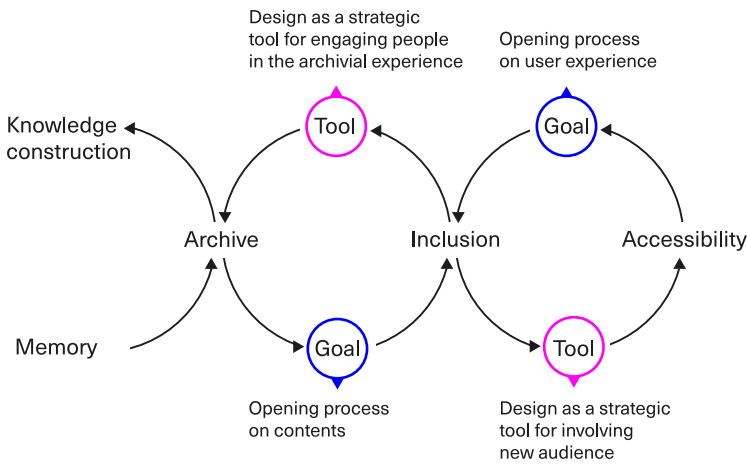 Design as a strategic
tool for engaging people
in the archivial experience
Opening process
on user experience
Knowledge
construction
Tool
Goal
Archive
Inclusion
Accessibility
Memory
Goal
Tool
Opening process
on contents
Design as a strategic
tool for involving
new audience